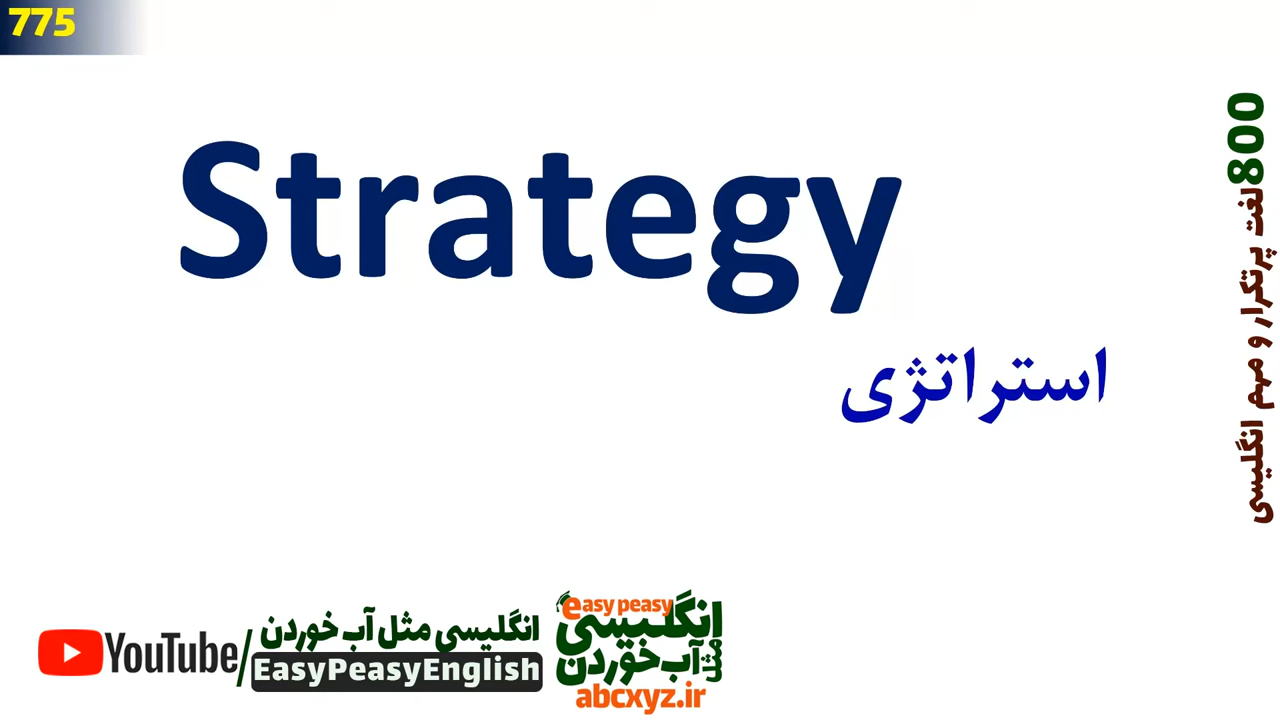 775
Strategy
استراتژی
800 لغت پرتکرار و مهم انگلیسی
YouTube/
انگلیسی مثل آب خوردن
EasyPeasyEnglish
easy peasy
انگلیسی
مثل
آب خوردن
abcxyz.ir